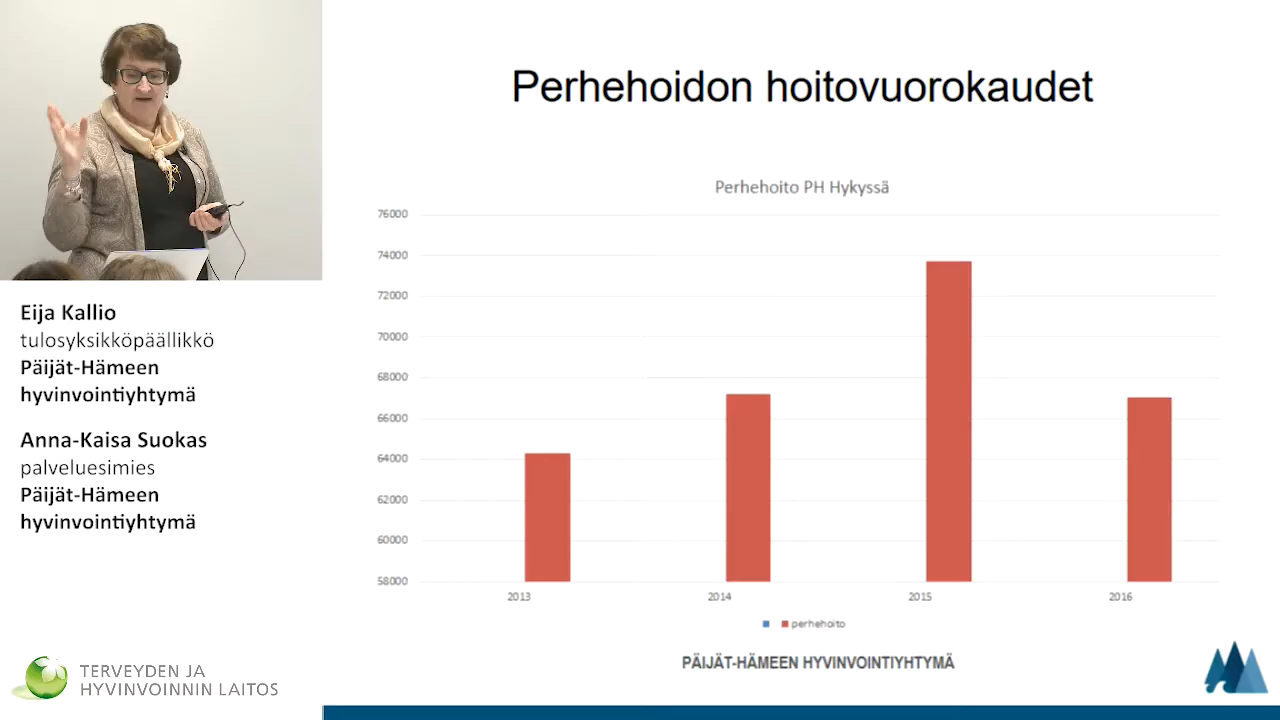 Perhehoidon hoitovuorokaudet
Perhehoito PH Hykyssä
76000
74000
72000
70000
68000
66000
64000
62000
60000
58000
2013 2014 2015 2016
perhehoito
PÄIJÄT-HÄMEEN HYVINVOINTIYHTYMÄ
Eija Kallio
tulosyksikköpäällikkö
Päijät-Hämeen
hyvinvointiyhtymä
Anna-Kaisa Suokas
palveluesimies
Päijät-Hämeen
hyvinvointiyhtymä
TERVEYDEN JA
HYVINVOINNIN LAITOS